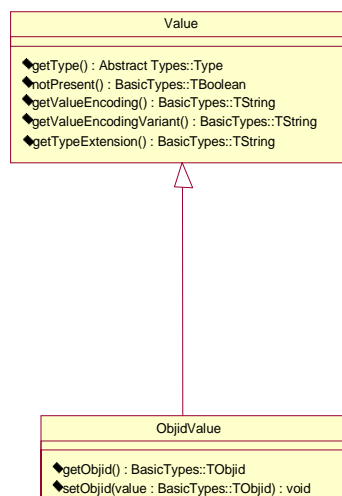 Value
getType() : Abstract Types::Type
notPresent() : BasicTypes::TBoolean
getValueEncoding() : BasicTypes::TString
getValueEncodingVariant() : BasicTypes::TString
getTypeExtension() : BasicTypes::TString
ObjidValue
getObjid() : BasicTypes::TObjid
setObjid(value : BasicTypes::TObjid) : void